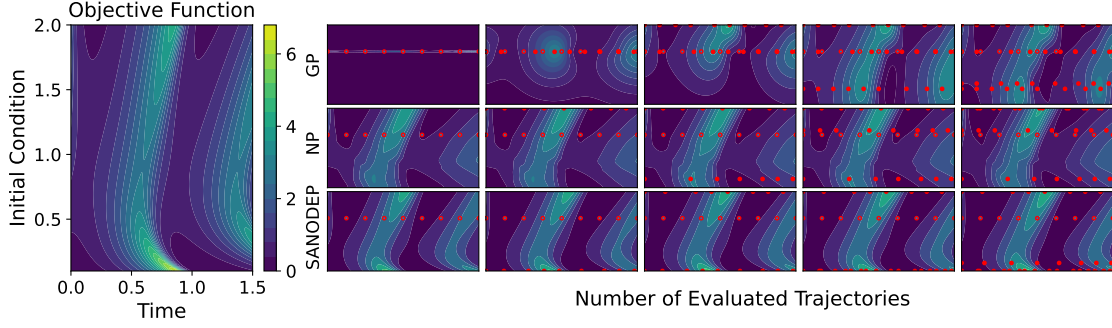 Objective Function
2.0
1.5
1.0
0.5
Initial Condition
0.0 0.5 1.0 1.5
Time
6
4
2
0
GP
NP
SANODEP
Number of Evaluated Trajectories